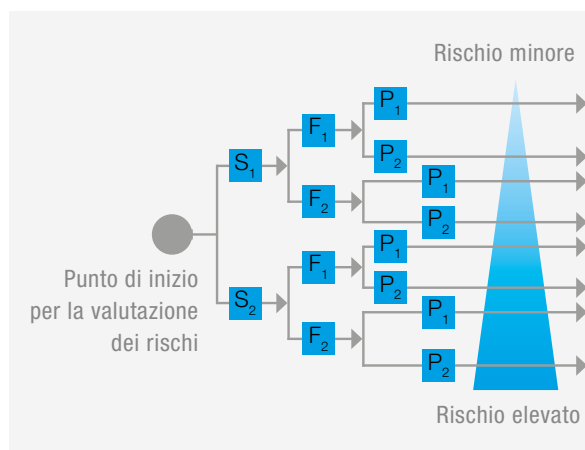 Rischio minore
P₁
F₁
P₂
S₁
P₁
F₂
P₂
P₁
F₁
P₂
S₂
P₁
F₂
P₂
Punto di inizio
per la valutazione
dei rischi
Rischio elevato